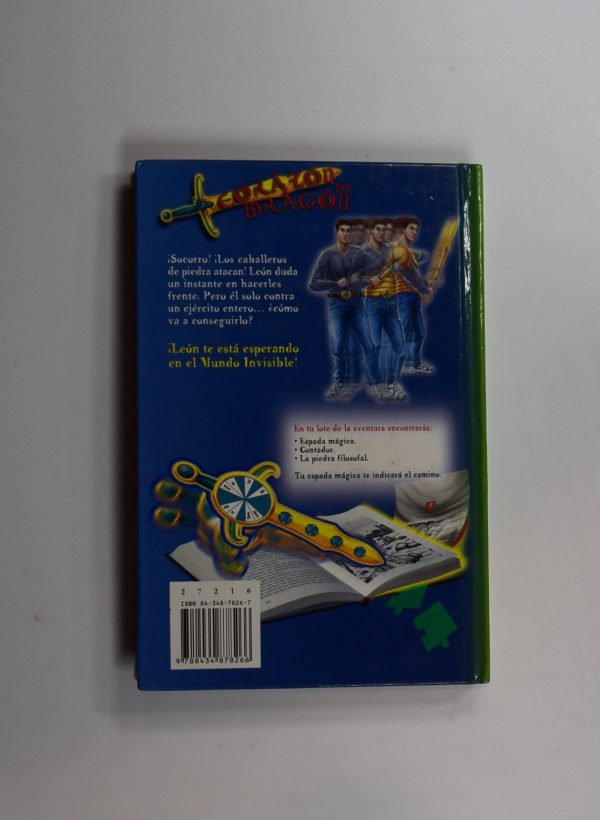 CORAZÓN
DE
DRAGÓN
¡Socorro! ¡Los caballeros
de piedra atacan! León duda
un instante en hacerles
frente. Pero él solo contra
un ejército entero... ¿cómo
va a conseguirlo?
¡León te está esperando
en el Mundo Invisible!
En tu lote de la aventura encontrarás:
• Espada mágica.
• Contador.
• La piedra filosofal.
Tu espada mágica te indicará el camino.
2 7 2 1 6
ISBN 84-348-7826-7
9 788434 878266